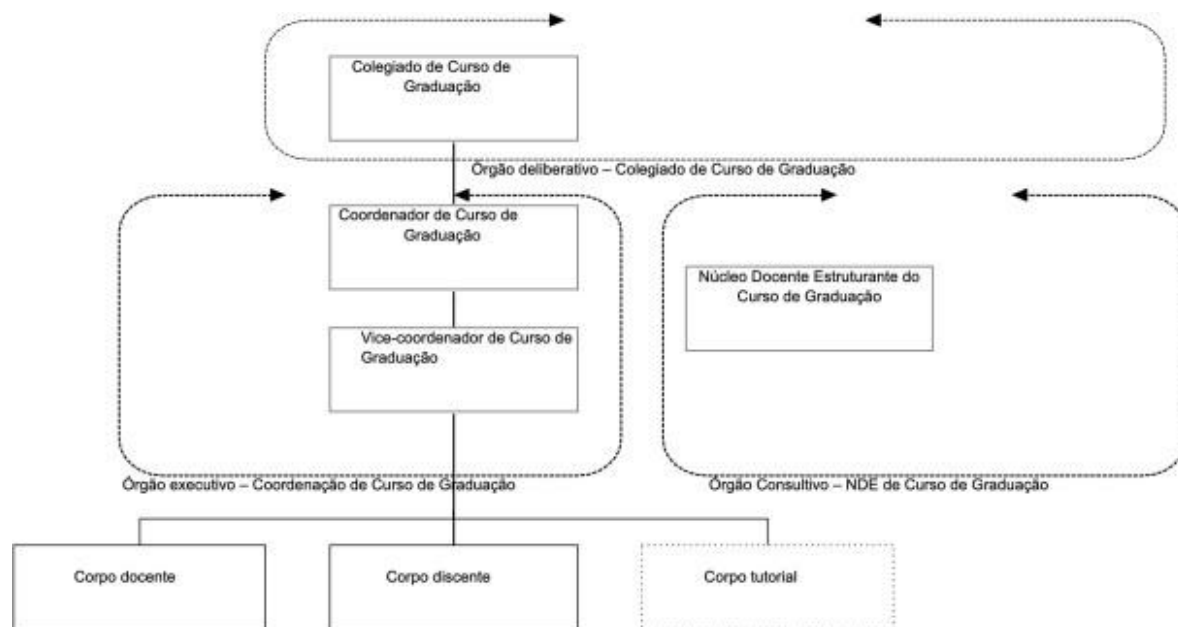 Colegiado de Curso de
Graduação
Órgão deliberativo – Colegiado de Curso de Graduação
Coordenador de Curso de
Graduação
Núcleo Docente Estruturante do
Curso de Graduação
Vice-coordenador de Curso de
Graduação
Órgão executivo – Coordenação de Curso de Graduação
Órgão Consultivo – NDE de Curso de Graduação
Corpo docente
Corpo discente
Corpo tutorial